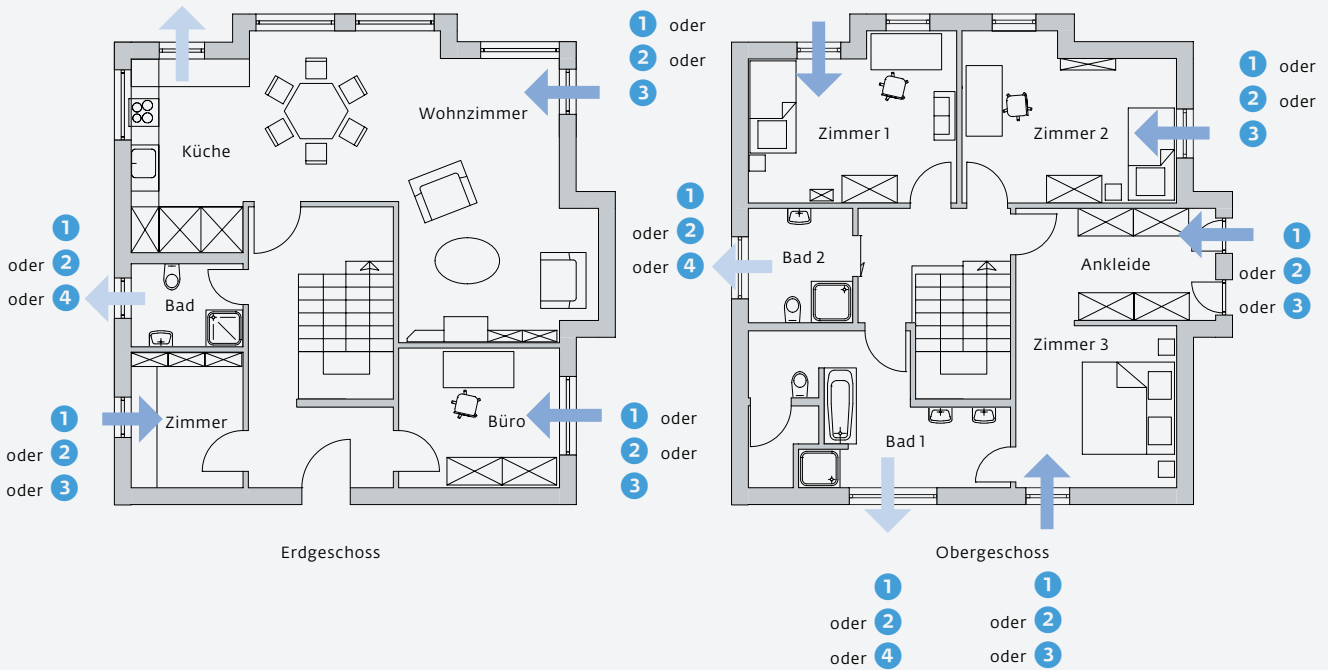 1 oder
2 oder
3
Wohnzimmer
Küche
1
oder 2
oder 4
Bad
1
oder 2
oder 3
Zimmer
Büro
1 oder
2 oder
3
Erdgeschoss
1 oder
2 oder
3
Zimmer 1
Zimmer 2
1
oder 2
oder 4
Bad 2
Ankleide
1
oder 2
oder 3
Zimmer 3
Bad 1
Obergeschoss
1
oder 2
oder 4
1
oder 2
oder 3